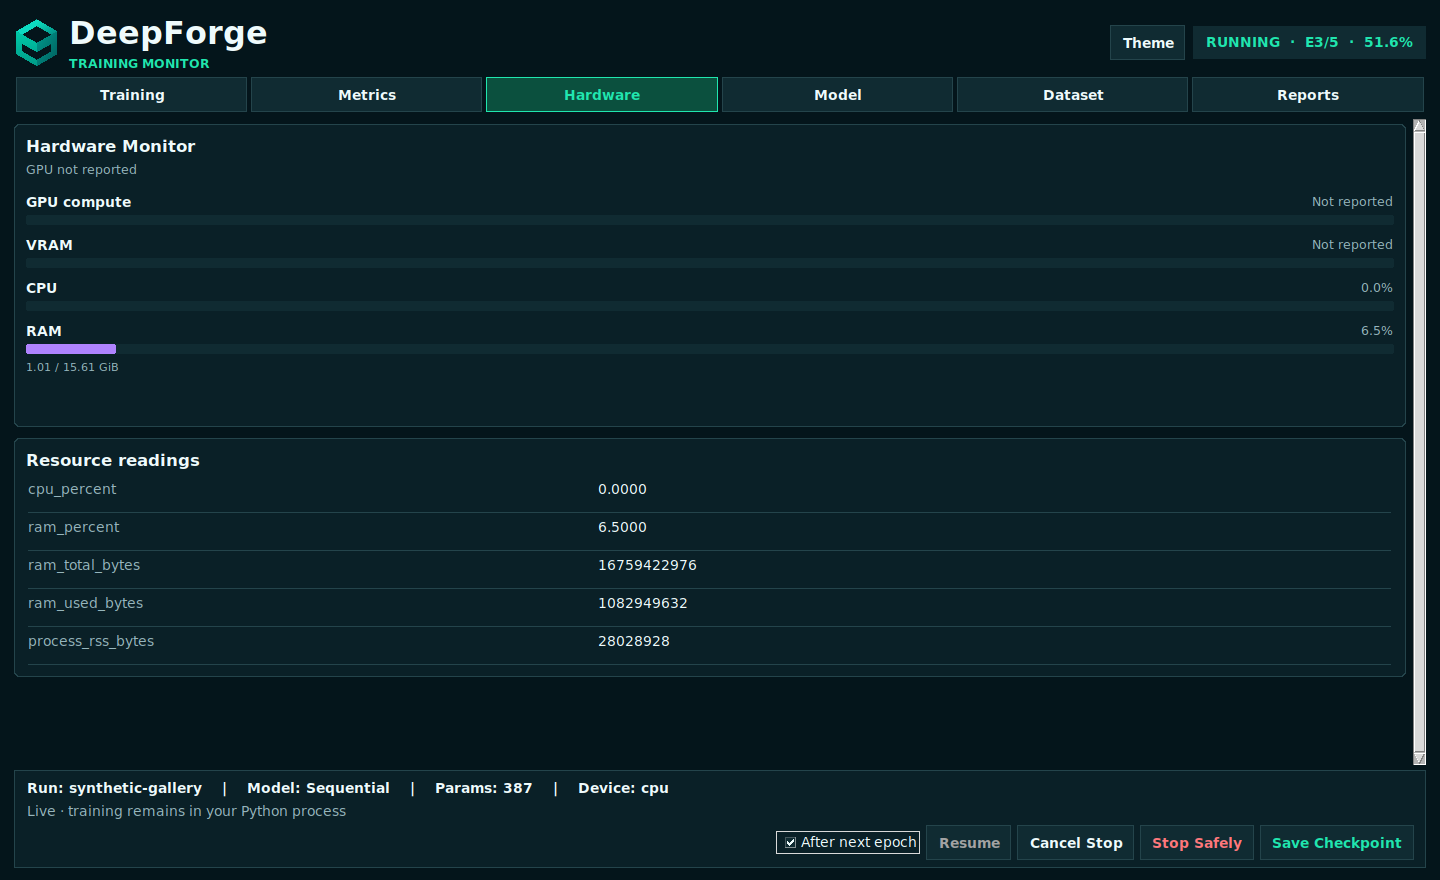 DeepForge
TRAINING MONITOR
Theme
RUNNING · E3/5 · 51.6%
Training Metrics Hardware Model Dataset Reports
Hardware Monitor
GPU not reported
GPU compute Not reported
VRAM Not reported
CPU 0.0%
RAM 6.5%
1.01 / 15.61 GiB
Resource readings
cpu_percent 0.0000
ram_percent 6.5000
ram_total_bytes 16759422976
ram_used_bytes 1082949632
process_rss_bytes 28028928
Run: synthetic-gallery | Model: Sequential | Params: 387 | Device: cpu
Live · training remains in your Python process
After next epoch Resume Cancel Stop Stop Safely Save Checkpoint